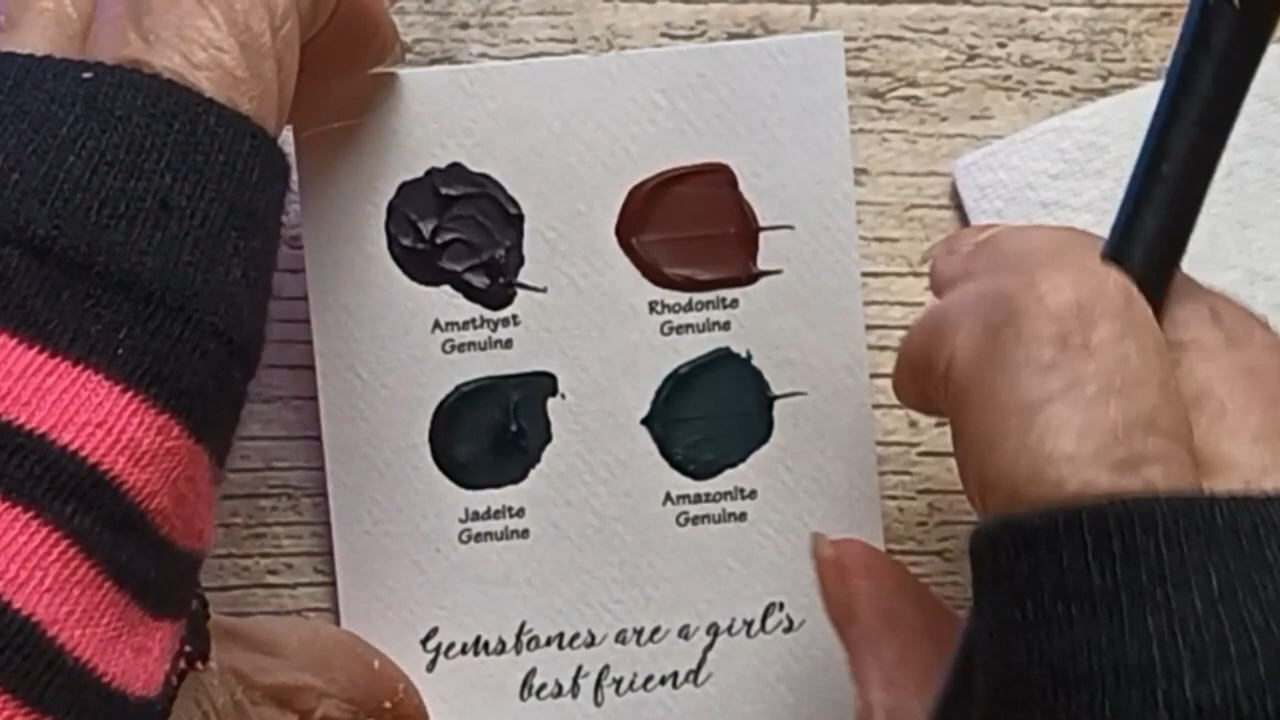 Amethyst
Genuine
Rhodonite
Genuine
Jadeite
Genuine
Amazonite
Genuine
Gemstones are a girl's
best friend